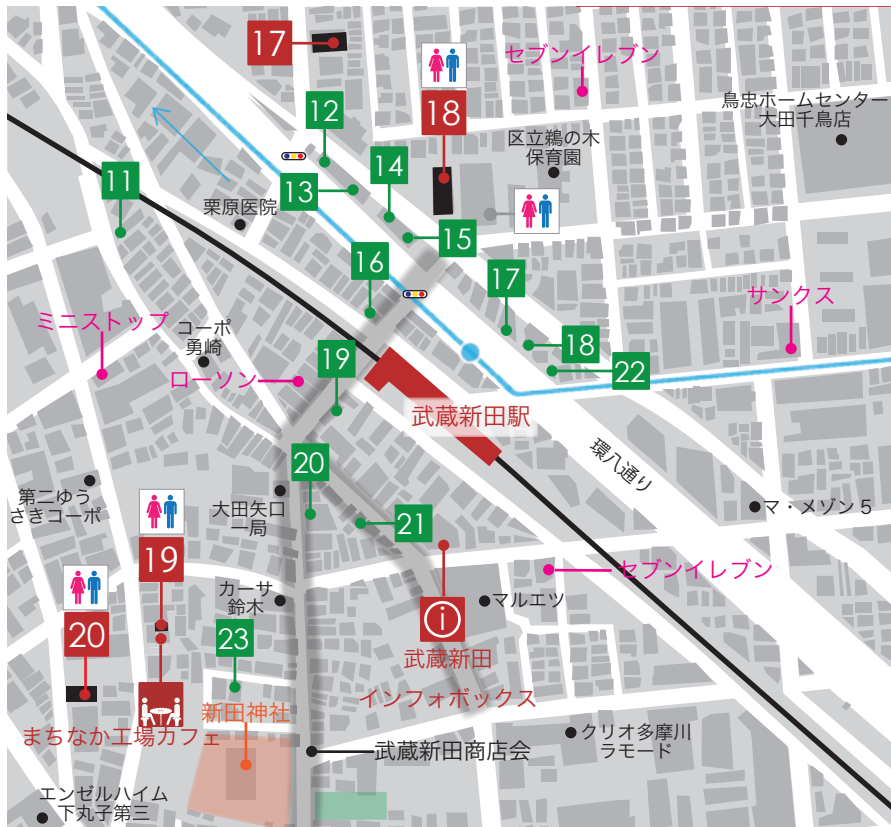 17
セブンイレブン
鳥忠ホームセンター
大田千鳥店
12
18
区立鵜の木
保育園
14
13
11
栗原医院
15
16
17
サンクス
ミニストップ
コーポ
勇崎
18
19
22
ローソン
武蔵新田駅
環八通り
20
第二ゆう
さきコーポ
大田矢口
一局
21
マ・メゾン5
19
セブンイレブン
カーサ
鈴木
マルエツ
20
i
23
武蔵新田
インフォボックス
新田神社
まちなか工場カフェ
武蔵新田商店会
クリオ多摩川
ラモード
エンゼルハイム
下丸子第三